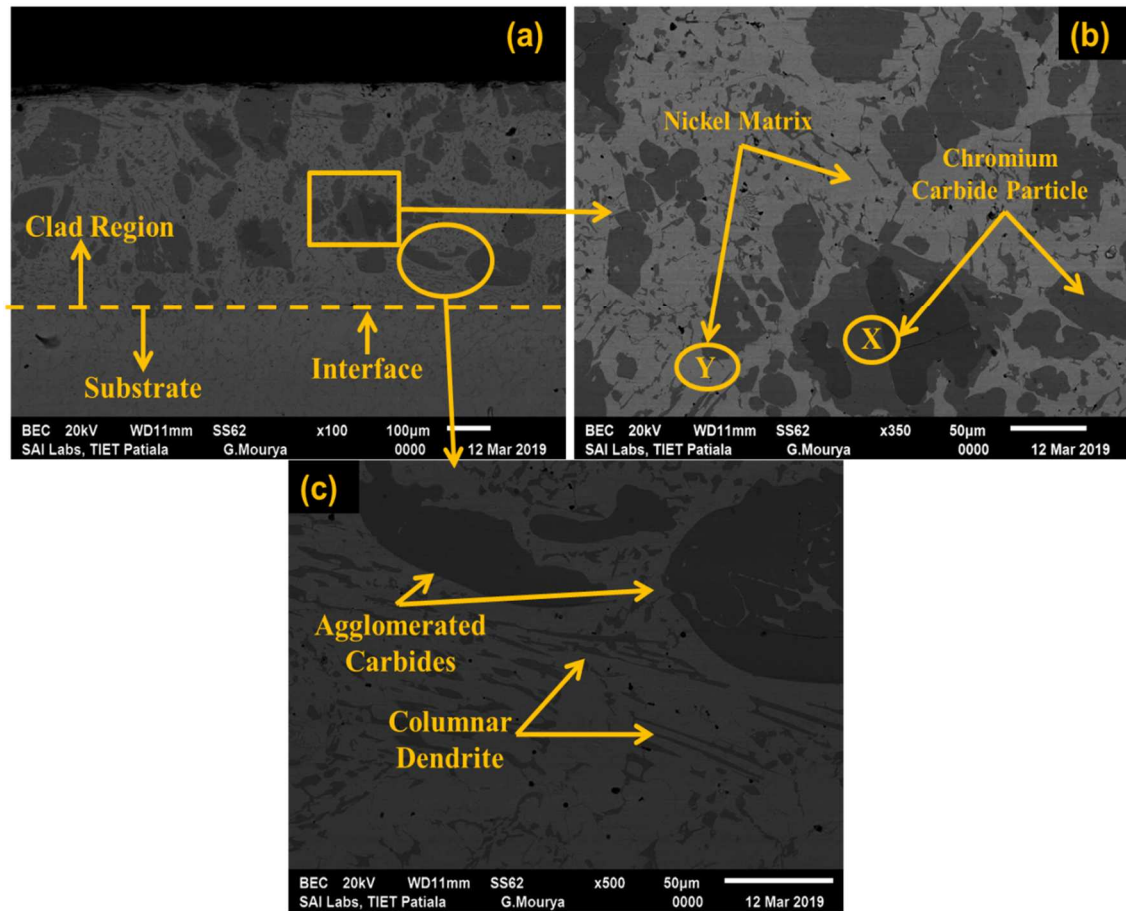 (a)
Clad Region
Substrate
Interface
BEC 20kV WD11mm SS62 x100 100µm
SAI Labs, TIET Patiala G.Mourya 0000 12 Mar 2019
(b)
Nickel Matrix
Chromium
Carbide Particle
Y
X
BEC 20kV WD11mm SS62 x350 50µm
SAI Labs, TIET Patiala G.Mourya 0000 12 Mar 2019
(c)
Agglomerated
Carbides
Columnar
Dendrite
BEC 20kV WD11mm SS62 x500 50µm
SAI Labs, TIET Patiala G.Mourya 0000 12 Mar 2019